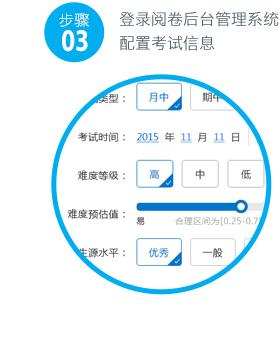 步骤
03
登录阅卷后台管理系统
配置考试信息
类型： 月中 期中
考试时间： 2015 年 11 月 11 日
难度等级： 高 中 低
难度预估值：
易 合理区间为[0.25-0.7
生源水平： 优秀 一般